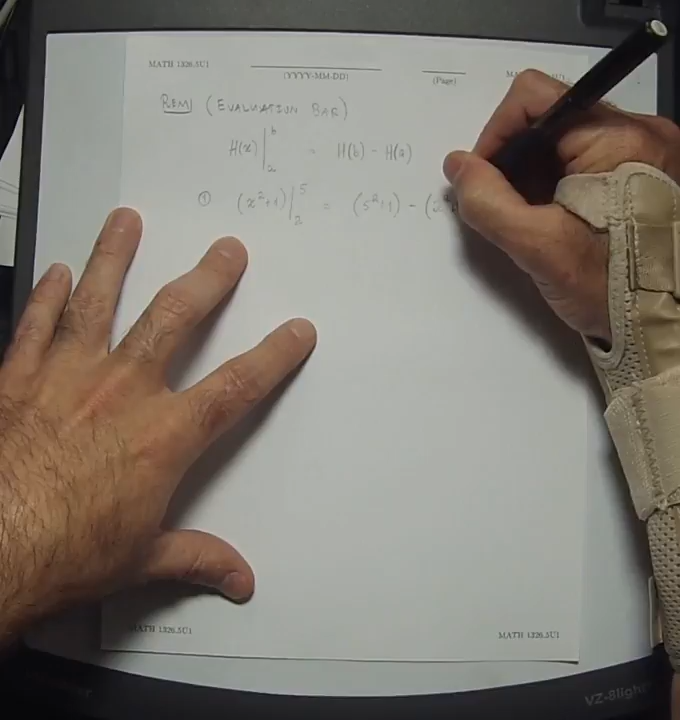 MATH 1326.5U1
(YYYY-MM-DD) (Page)
REM (EVALUATION BAR)
H(x)|_a^b = H(b) - H(a)
① (x²+1)|_2^5 = (5²+1) - (2²+
MATH 1326.5U1 MATH 1326.5U1